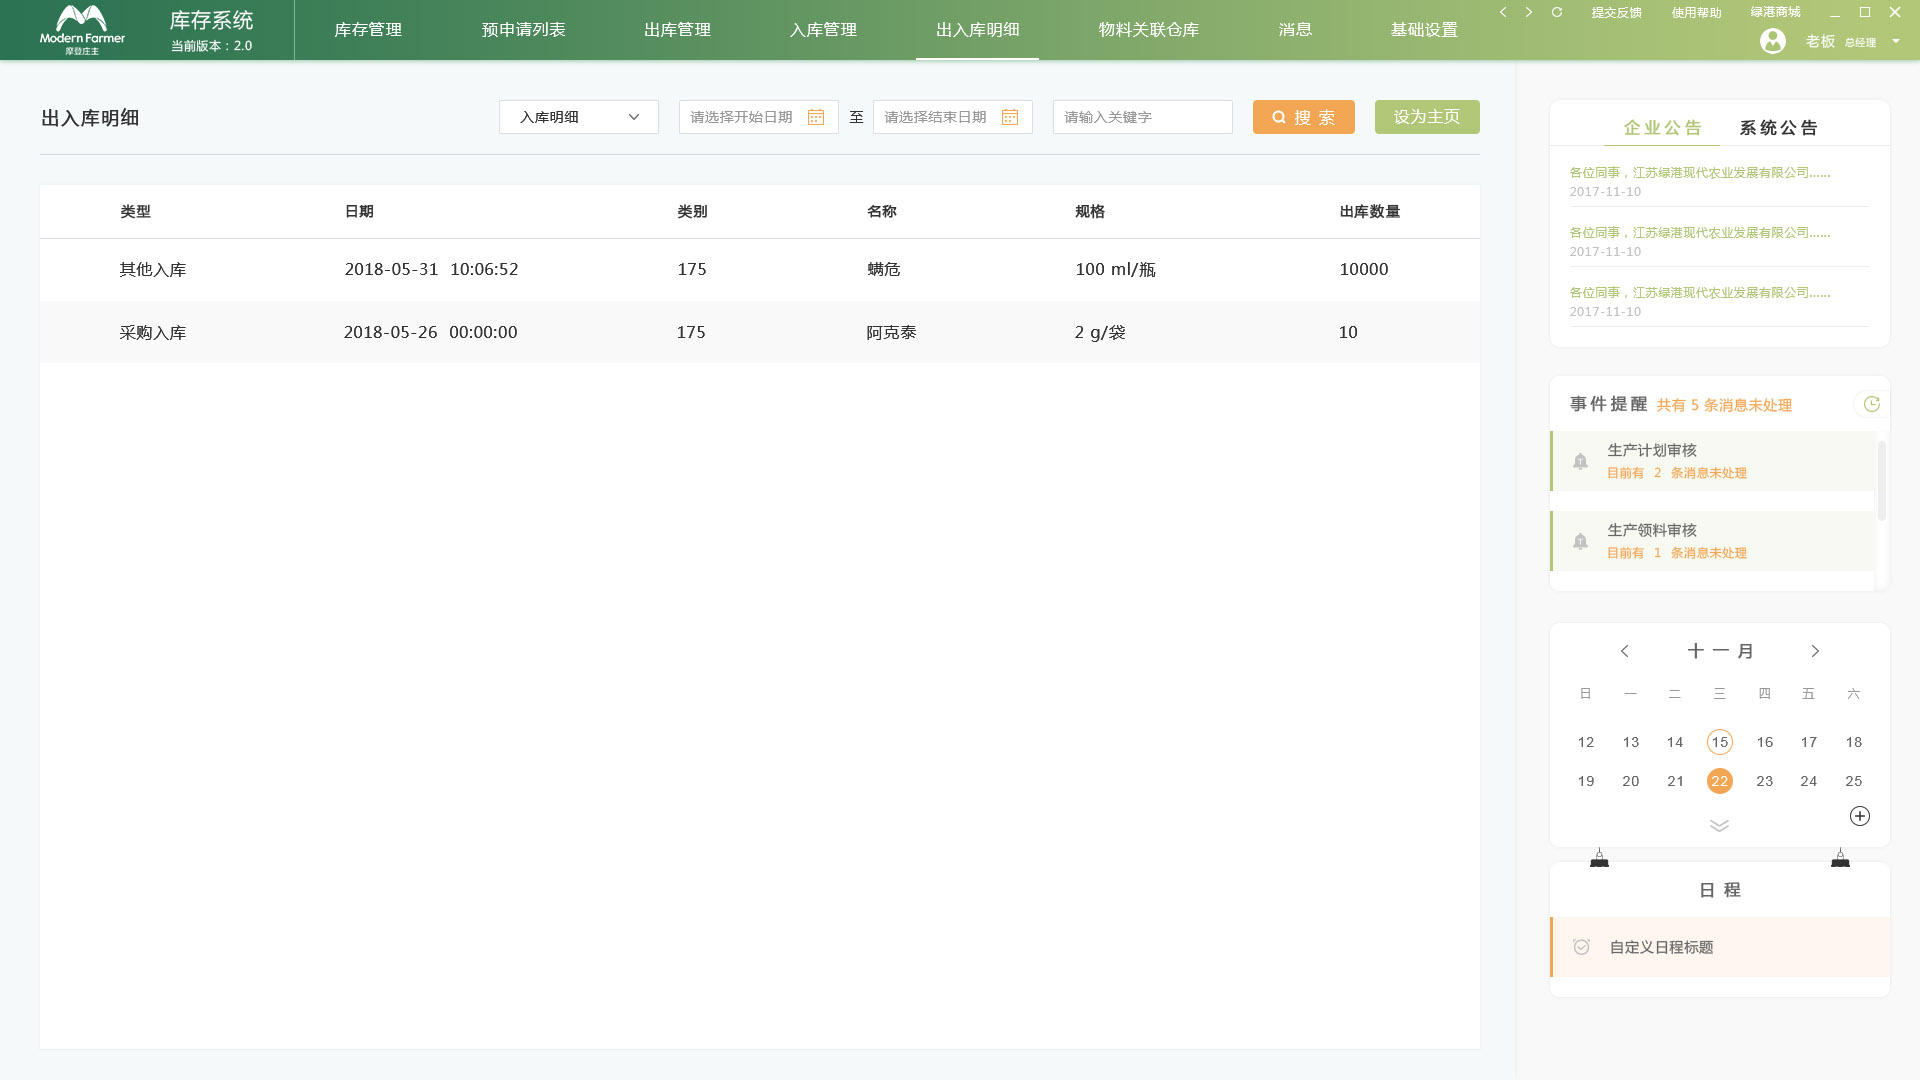 Modern Farmer
摩登庄主
库存系统
当前版本：2.0
库存管理
预申请列表
出库管理
入库管理
出入库明细
物料关联仓库
消息
基础设置
提交反馈
使用帮助
绿港商城
老板 总经理
出入库明细
入库明细
请选择开始日期
至
请选择结束日期
请输入关键字
搜 索
设为主页
类型 日期 类别 名称 规格 出库数量
其他入库 2018-05-31 10:06:52 175 螨危 100 ml/瓶 10000
采购入库 2018-05-26 00:00:00 175 阿克泰 2 g/袋 10
企业公告 系统公告
各位同事，江苏绿港现代农业发展有限公司......
2017-11-10
各位同事，江苏绿港现代农业发展有限公司......
2017-11-10
各位同事，江苏绿港现代农业发展有限公司......
2017-11-10
事件提醒 共有 5 条消息未处理
生产计划审核
目前有 2 条消息未处理
生产领料审核
目前有 1 条消息未处理
十一月
日 一 二 三 四 五 六
12 13 14 15 16 17 18
19 20 21 22 23 24 25
日 程
自定义日程标题